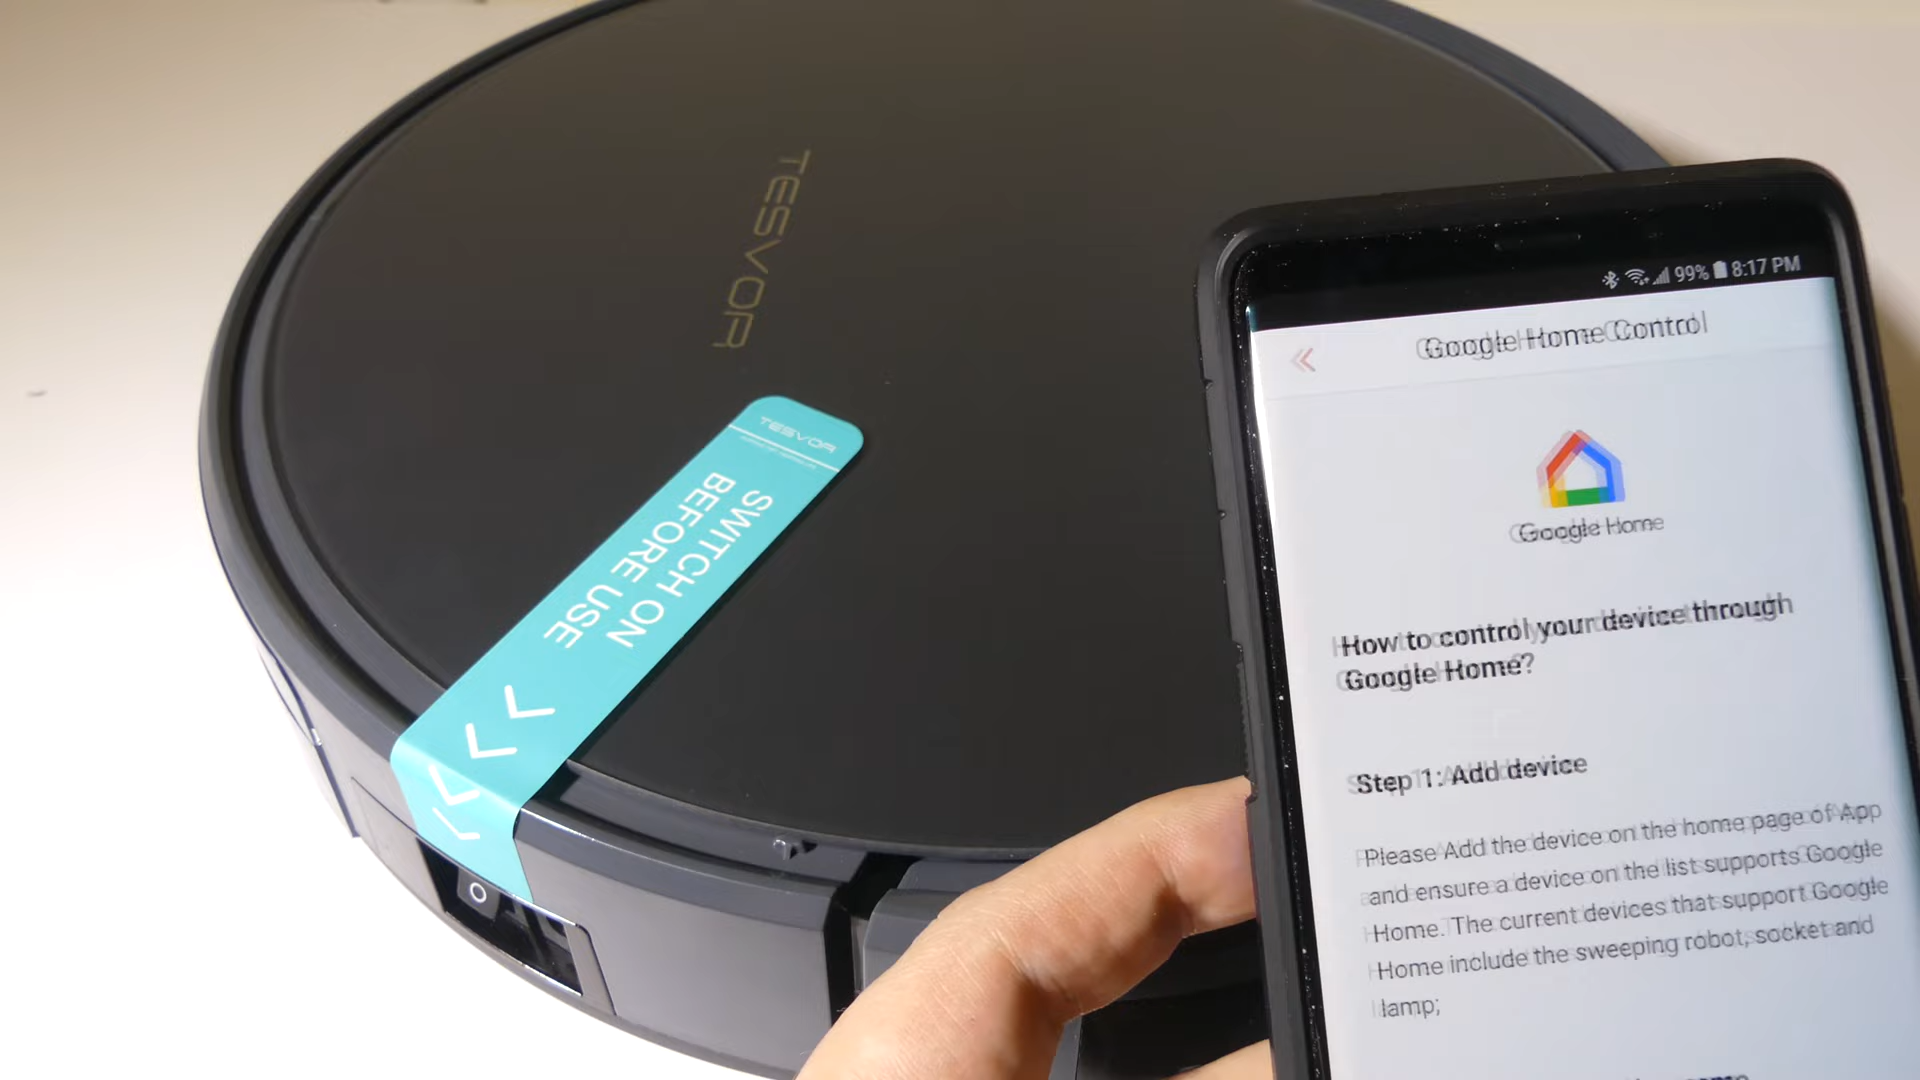 TESVOR
TESVOR
SWITCH ON
BEFORE USE
O
99% 8:17 PM
Google Home Control
Google Home
How to control your device through
Google Home?
Step 1: Add device
Please Add the device on the home page of App
and ensure a device on the list supports Google
Home. The current devices that support Google
Home include the sweeping robot, socket and
lamp;